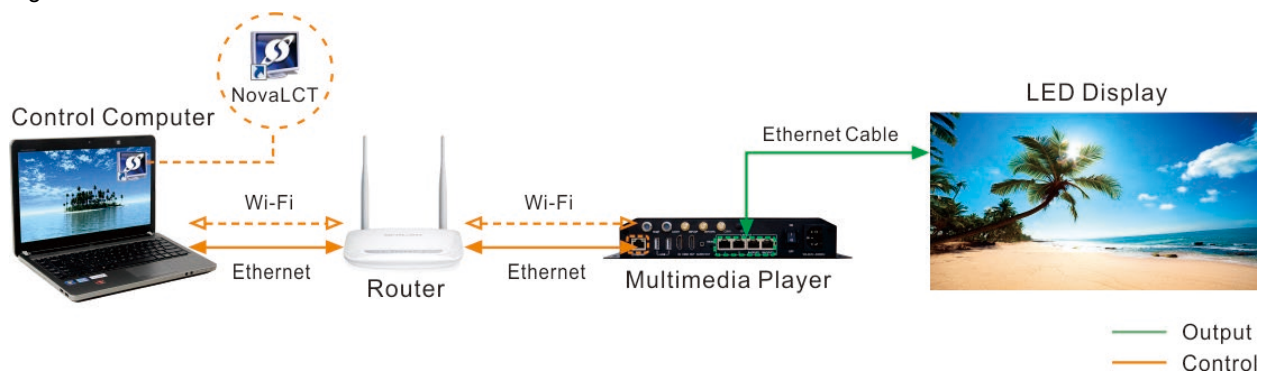 NovaLCT
Control Computer
LED Display
Ethernet Cable
Wi-Fi
Wi-Fi
Ethernet
Ethernet
Router
Multimedia Player
Output
Control